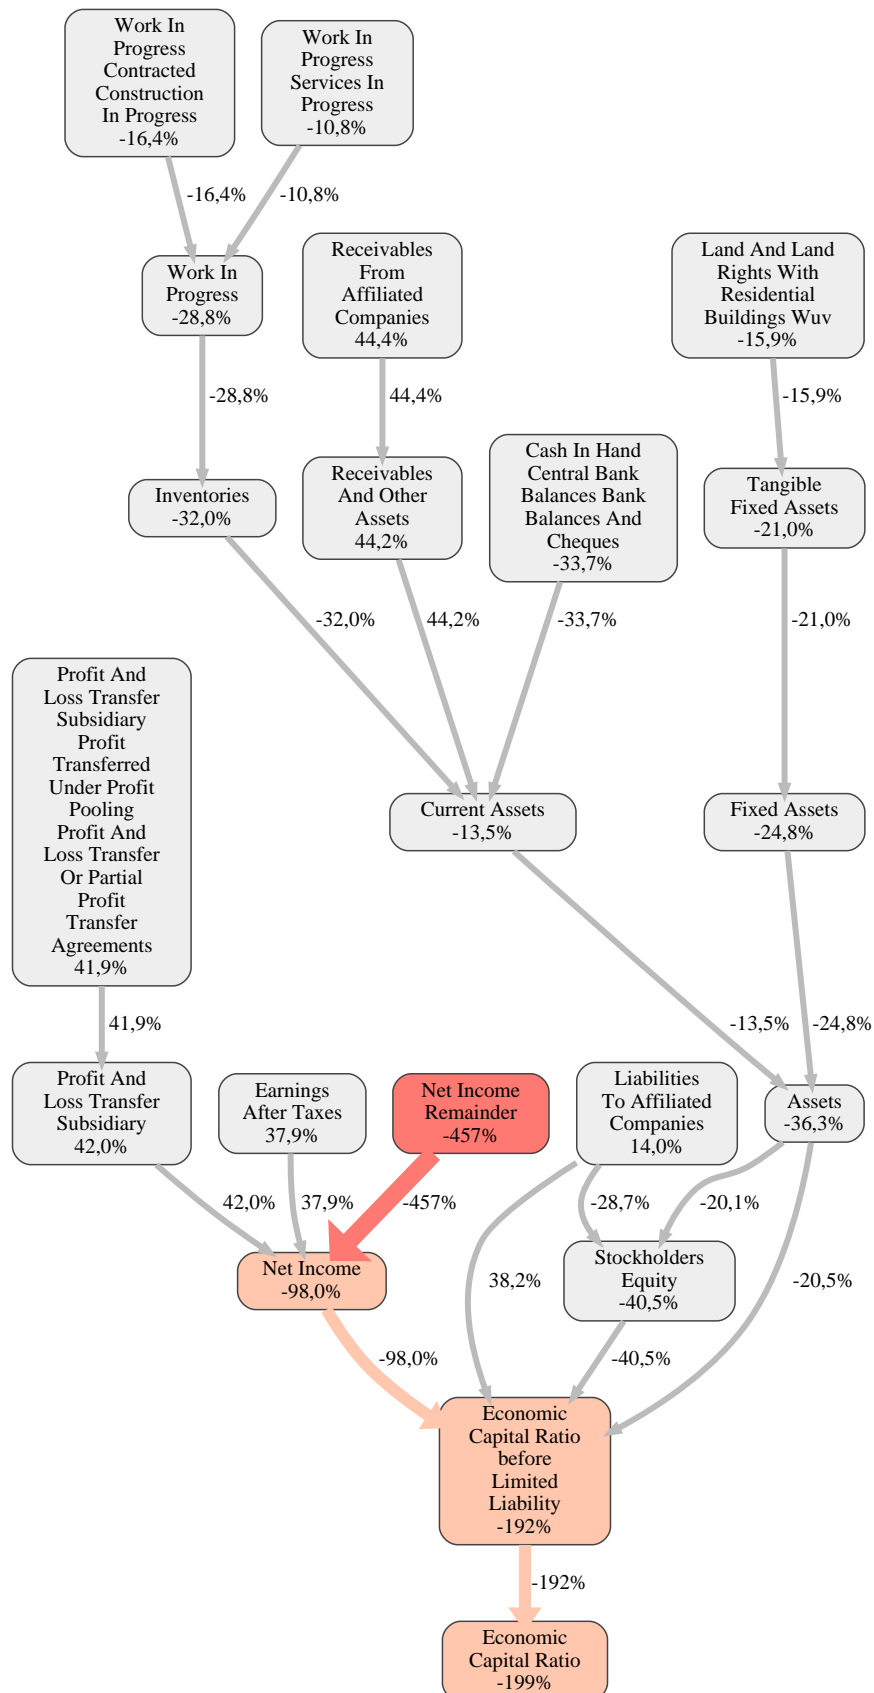 Work In
Progress
Contracted
Construction
In Progress
-16,4%
Work In
Progress
Services In
Progress
-10,8%
-16,4%
-10,8%
Work In
Progress
-28,8%
Receivables
From
Affiliated
Companies
44,4%
Land And Land
Rights With
Residential
Buildings Wuv
-15,9%
-28,8%
44,4%
-15,9%
Inventories
-32,0%
Receivables
And Other
Assets
44,2%
Cash In Hand
Central Bank
Balances Bank
Balances And
Cheques
-33,7%
Tangible
Fixed Assets
-21,0%
-32,0%
44,2%
-33,7%
-21,0%
Profit And
Loss Transfer
Subsidiary
Profit
Transferred
Under Profit
Pooling
Profit And
Loss Transfer
Or Partial
Profit
Transfer
Agreements
41,9%
Current Assets
-13,5%
Fixed Assets
-24,8%
41,9%
-13,5%
-24,8%
Profit And
Loss Transfer
Subsidiary
42,0%
Earnings
After Taxes
37,9%
Net Income
Remainder
-457%
Liabilities
To Affiliated
Companies
14,0%
Assets
-36,3%
42,0%
37,9%
-457%
-28,7%
-20,1%
Net Income
-98,0%
38,2%
Stockholders
Equity
-40,5%
-20,5%
-98,0%
-40,5%
Economic
Capital Ratio
before
Limited
Liability
-192%
-192%
Economic
Capital Ratio
-199%